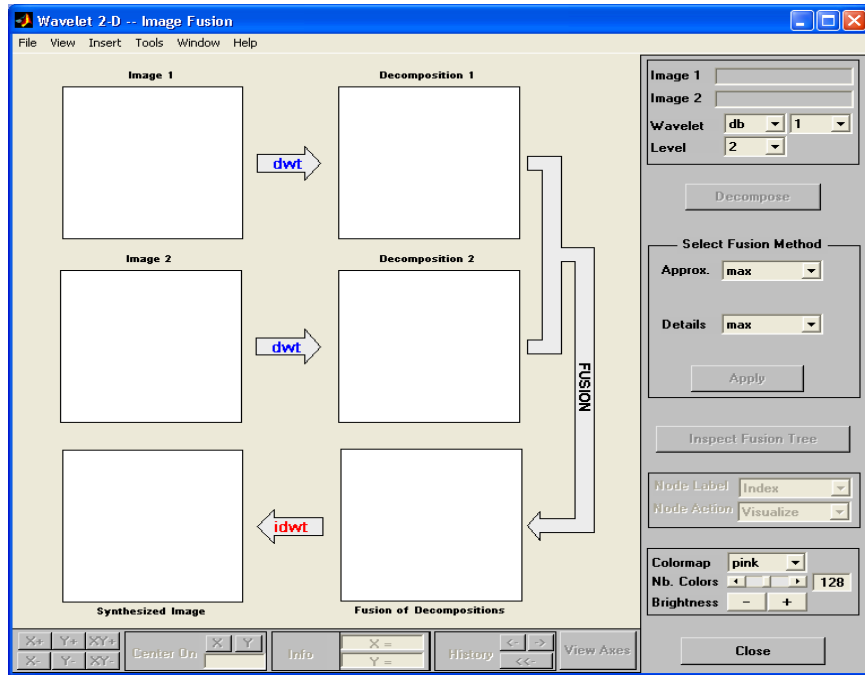 Wavelet 2-D -- Image Fusion
File View Insert Tools Window Help
Image 1
Decomposition 1
dwt
Image 2
Decomposition 2
dwt
FUSION
idwt
Synthesized Image
Fusion of Decompositions
Image 1
Image 2
Wavelet db 1
Level 2
Decompose
Select Fusion Method
Approx. max
Details max
Apply
Inspect Fusion Tree
Node Label Index
Node Action Visualize
Colormap pink
Nb. Colors 128
Brightness - +
Close
X+ Y+ XY+
X- Y- XY-
Center On X Y
Info X =
Y =
History <- ->
<<-
View Axes